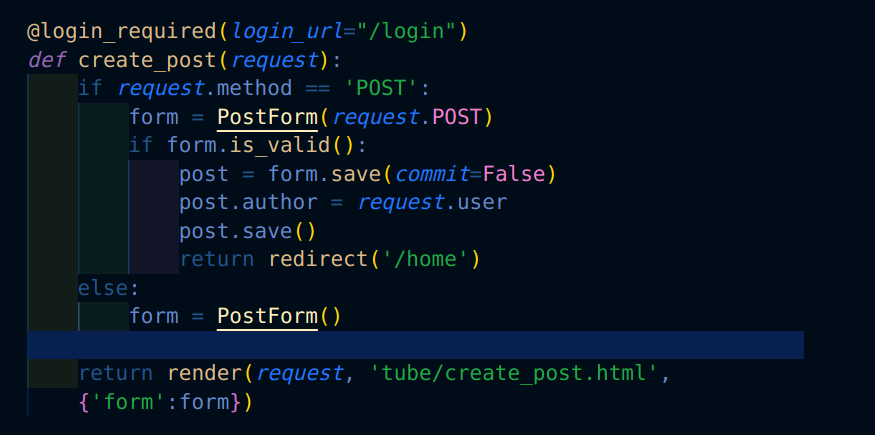 @login_required(login_url="/login")
def create_post(request):
    if request.method == 'POST':
        form = PostForm(request.POST)
        if form.is_valid():
            post = form.save(commit=False)
            post.author = request.user
            post.save()
            return redirect('/home')
    else:
        form = PostForm()

    return render(request, 'tube/create_post.html',
    {'form':form})